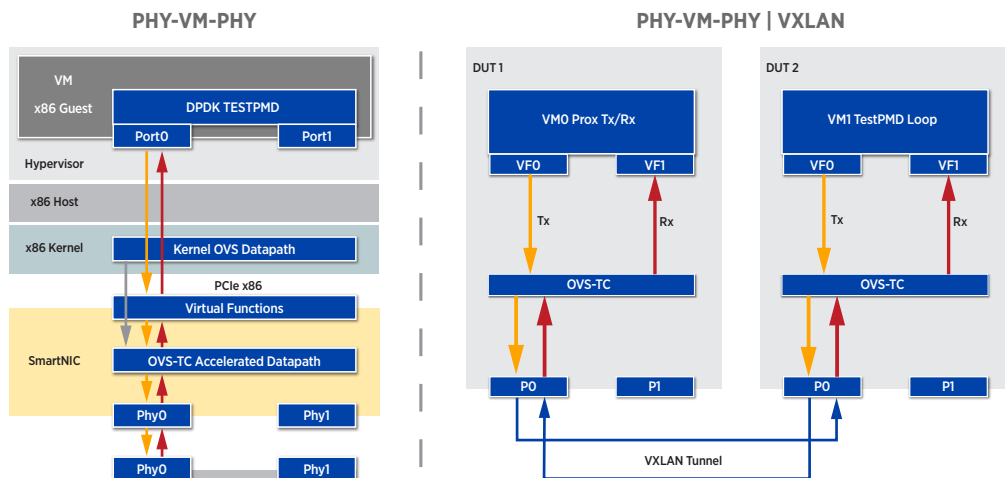 PHY-VM-PHY
VM
x86 Guest
DPDK TESTPMD
Port0
Port1
Hypervisor
x86 Host
x86 Kernel
Kernel OVS Datapath
PCIe x86
Virtual Functions
SmartNIC
OVS-TC Accelerated Datapath
Phy0
Phy1
Phy0
Phy1
PHY-VM-PHY | VXLAN
DUT 1
VM0 Prox Tx/Rx
VF0
VF1
Tx
Rx
OVS-TC
P0
P1
DUT 2
VM1 TestPMD Loop
VF0
VF1
Tx
Rx
OVS-TC
P0
P1
VXLAN Tunnel